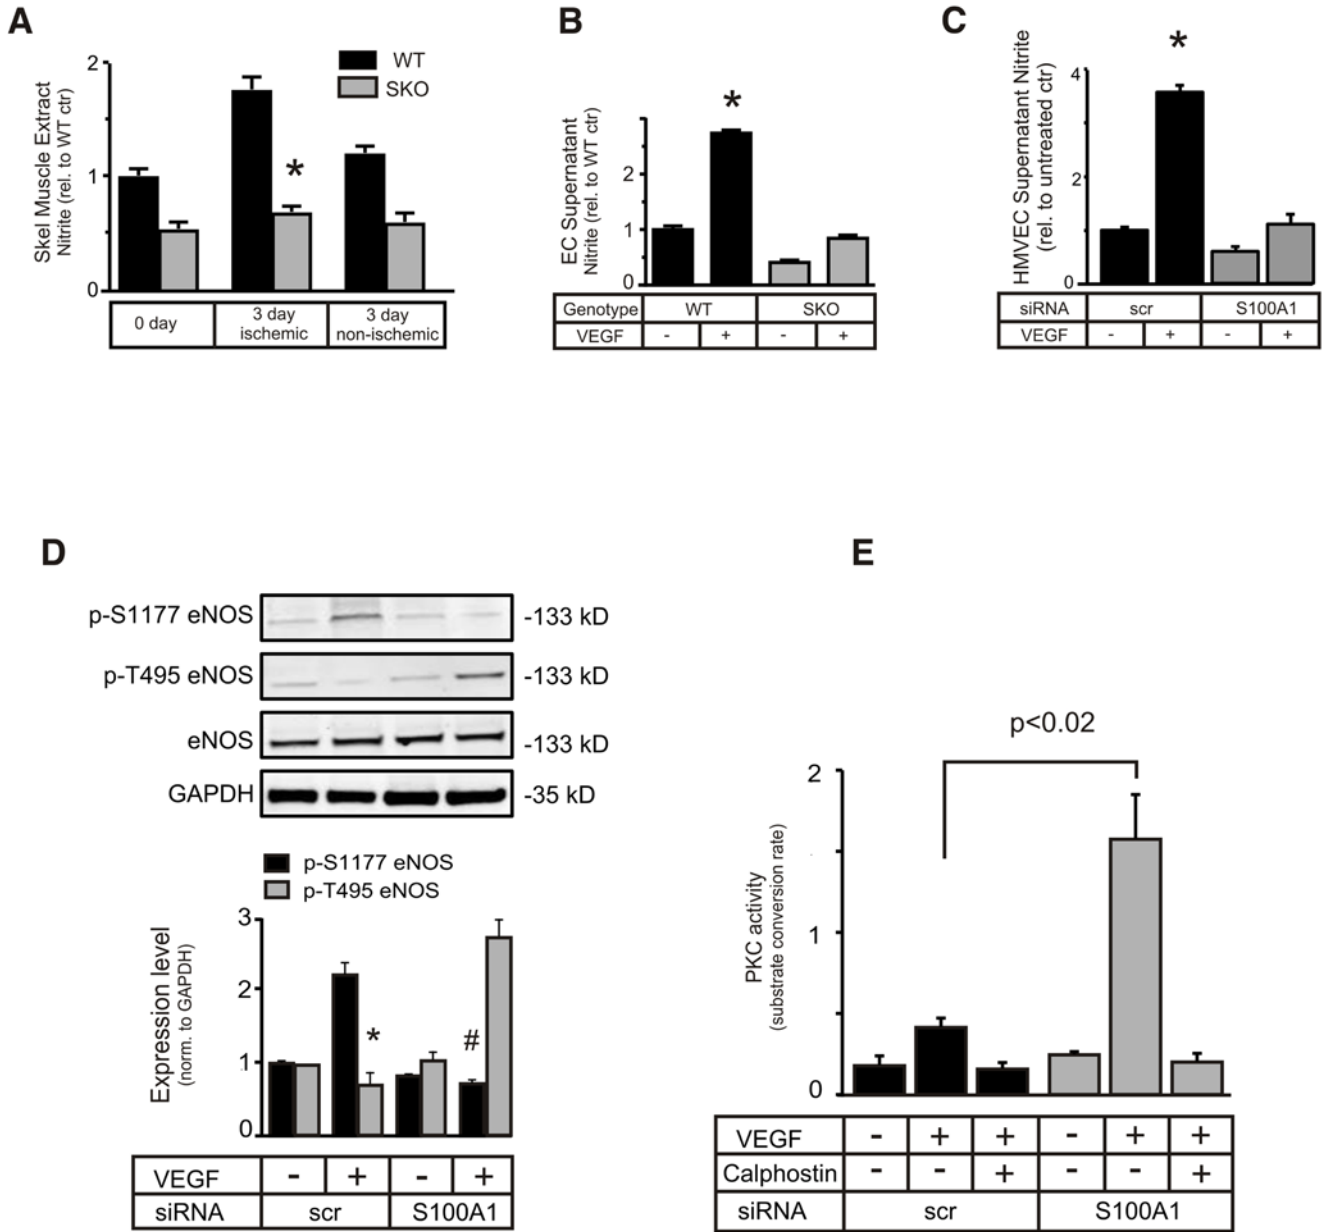 A
Skel Muscle Extract
Nitrite (rel. to WT ctr)
2
1
0
WT
SKO
*
0 day
3 day
ischemic
3 day
non-ischemic
B
EC Supernatant
Nitrite (rel. to WT ctr)
2
1
0
*
Genotype WT SKO
VEGF - + - +
C
HMVEC Supernatant Nitrite
(rel. to untreated ctr)
4
2
0
*
siRNA scr S100A1
VEGF - + - +
D
p-S1177 eNOS -133 kD
p-T495 eNOS -133 kD
eNOS -133 kD
GAPDH -35 kD
p-S1177 eNOS
p-T495 eNOS
Expression level
(norm. to GAPDH)
3
2
1
0
*
#
VEGF - + - +
siRNA scr S100A1
E
p<0.02
PKC activity
(substrate conversion rate)
2
1
0
VEGF - + + - + +
Calphostin - - + - - +
siRNA scr S100A1